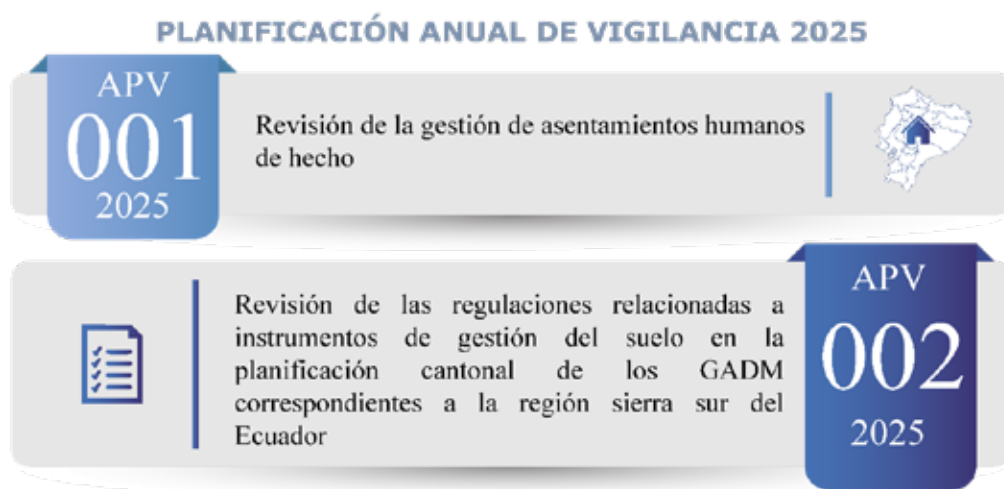 PLANIFICACIÓN ANUAL DE VIGILANCIA 2025
APV
001
2025
Revisión de la gestión de asentamientos humanos
de hecho
Revisión de las regulaciones relacionadas a
instrumentos de gestión del suelo en la
planificación cantonal de los GADM
correspondientes a la región sierra sur del
Ecuador
APV
002
2025